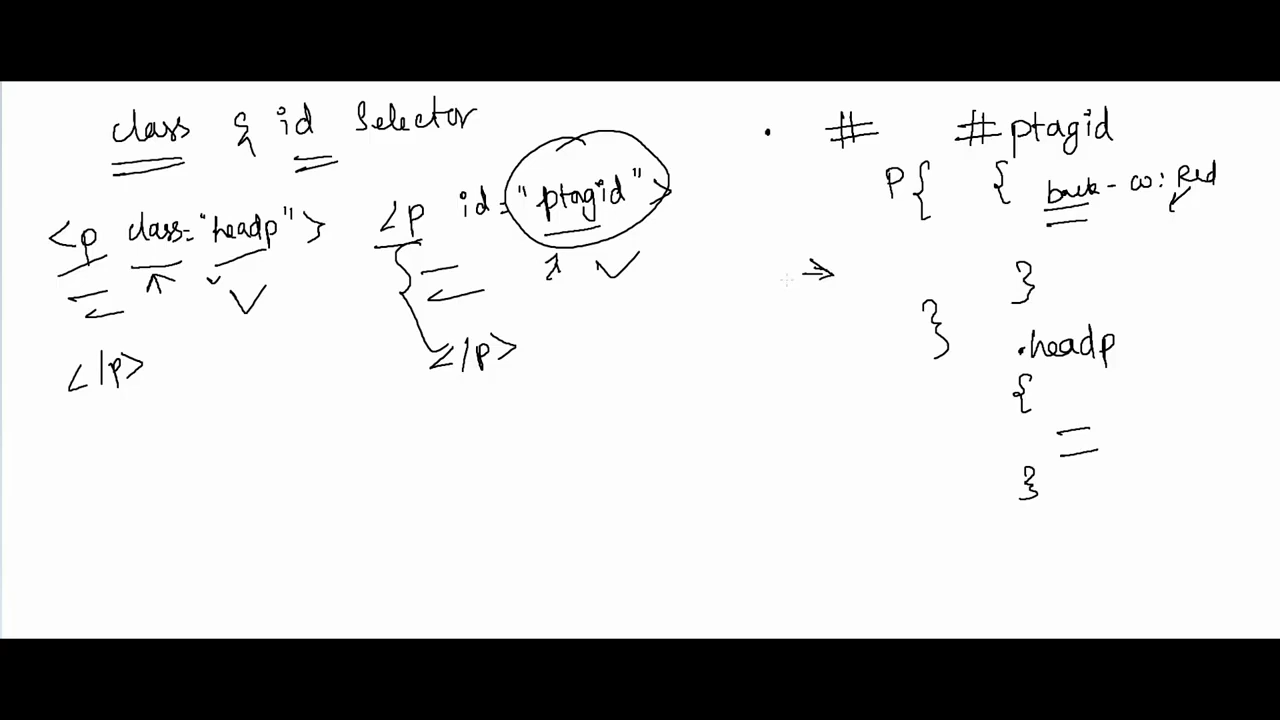 class & id Selector
<p class="headp">
</p>
<p id="ptagid">
</p>
. # #ptagid
p{ { back-co: Red
}
}
.headp
{
}